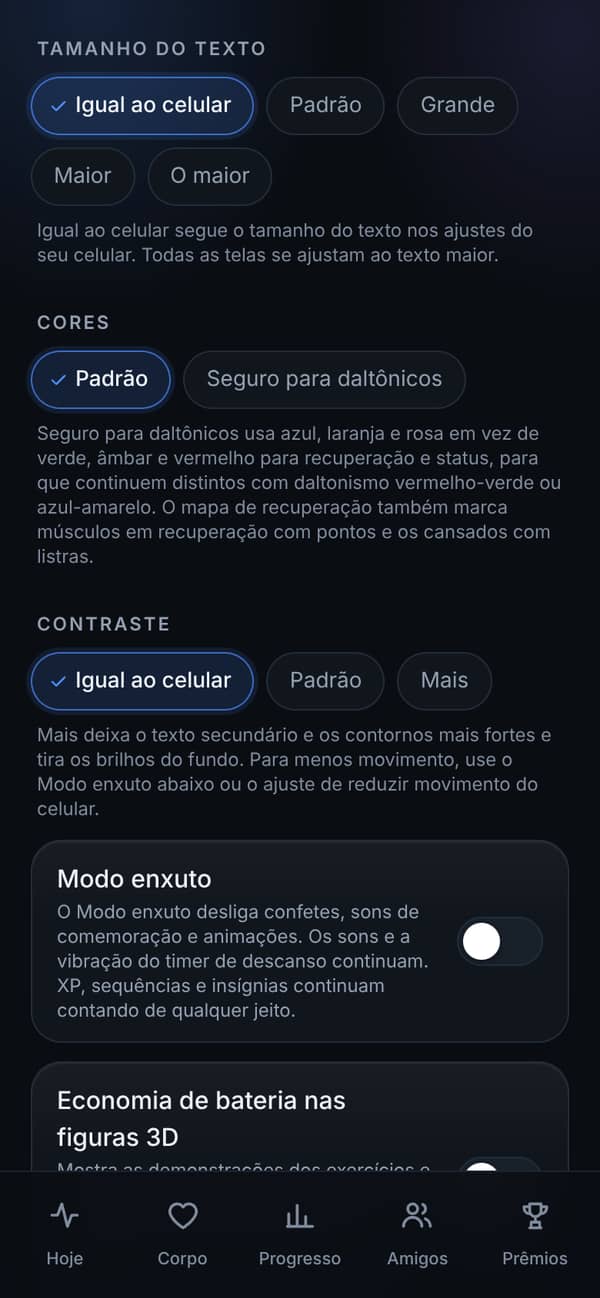 TAMANHO DO TEXTO
Igual ao celular
Padrão
Grande
Maior
O maior
Igual ao celular segue o tamanho do texto nos ajustes do
seu celular. Todas as telas se ajustam ao texto maior.
CORES
Padrão
Seguro para daltônicos
Seguro para daltônicos usa azul, laranja e rosa em vez de
verde, âmbar e vermelho para recuperação e status, para
que continuem distintos com daltonismo vermelho-verde ou
azul-amarelo. O mapa de recuperação também marca
músculos em recuperação com pontos e os cansados com
listras.
CONTRASTE
Igual ao celular
Padrão
Mais
Mais deixa o texto secundário e os contornos mais fortes e
tira os brilhos do fundo. Para menos movimento, use o
Modo enxuto abaixo ou o ajuste de reduzir movimento do
celular.
Modo enxuto
O Modo enxuto desliga confetes, sons de
comemoração e animações. Os sons e a
vibração do timer de descanso continuam.
XP, sequências e insígnias continuam
contando de qualquer jeito.
Economia de bateria nas
figuras 3D
Mostra as demonstrações dos exercícios e
Hoje
Corpo
Progresso
Amigos
Prêmios